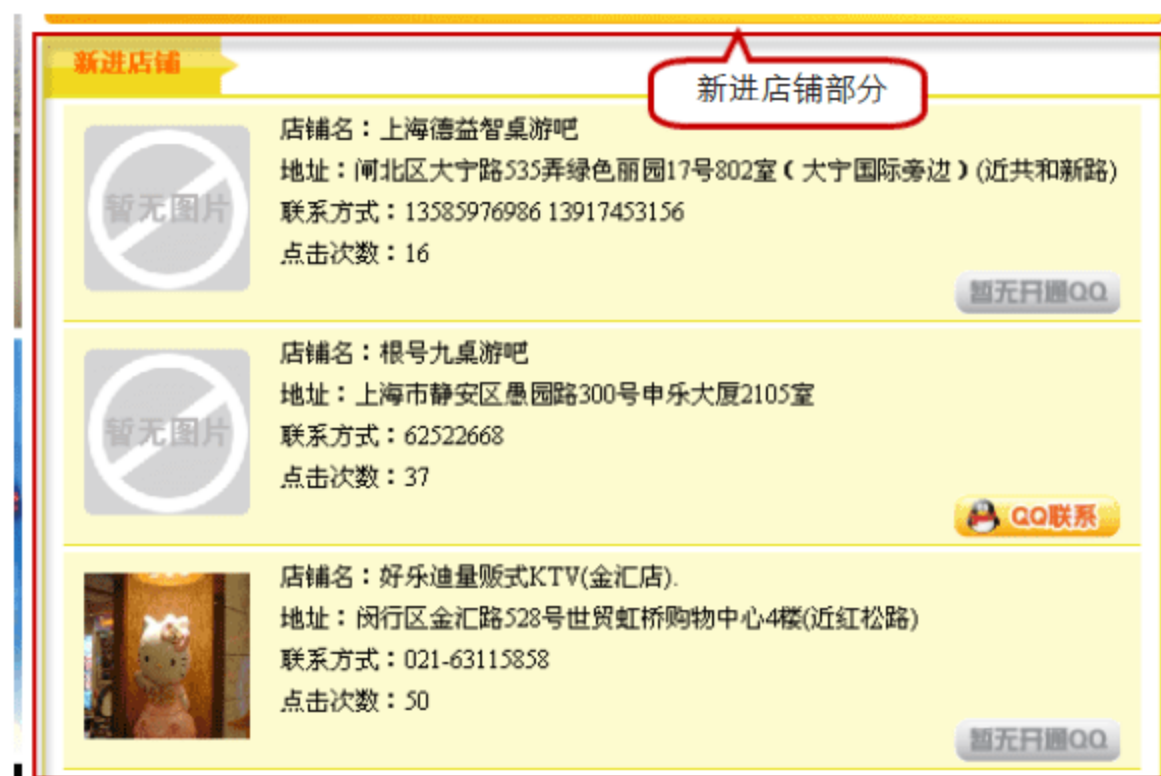 新进店铺
新进店铺部分
暂无图片
店铺名：上海德益智桌游吧
地址：闸北区大宁路535弄绿色丽园17号802室（大宁国际旁边）(近共和新路)
联系方式：13585976986 13917453156
点击次数：16
暂无开通QQ
暂无图片
店铺名：根号九桌游吧
地址：上海市静安区愚园路300号申乐大厦2105室
联系方式：62522668
点击次数：37
QQ联系
店铺名：好乐迪量贩式KTV(金汇店).
地址：闵行区金汇路528号世贸虹桥购物中心4楼(近红松路)
联系方式：021-63115858
点击次数：50
暂无开通QQ